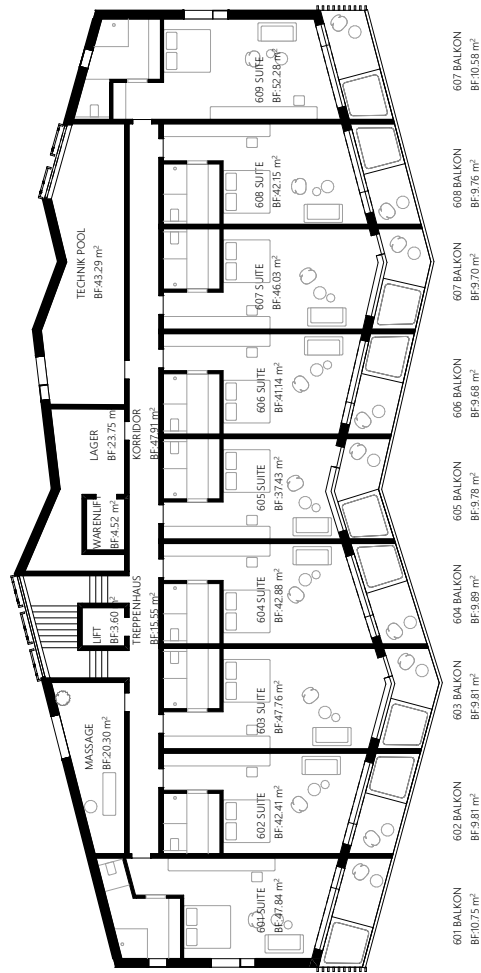 609 SUITE
BF:52.28 m²
607 BALKON
BF:10.58 m²
608 SUITE
BF:42.15 m²
608 BALKON
BF:9.76 m²
TECHNIK POOL
BF:43.29 m²
607 SUITE
BF:46.03 m²
607 BALKON
BF:9.70 m²
606 SUITE
BF:41.14 m²
606 BALKON
BF:9.68 m²
LAGER
BF:23.75 m
KORRIDOR
BF:47.91 m²
WARENLIF
BF:4.52 m²
605 SUITE
BF:37.43 m²
605 BALKON
BF:9.78 m²
LIFT
BF:3.60 m²
TREPPENHAUS
BF:15.55 m²
604 SUITE
BF:42.88 m²
604 BALKON
BF:9.89 m²
603 SUITE
BF:47.76 m²
603 BALKON
BF:9.81 m²
MASSAGE
BF:20.30 m²
602 SUITE
BF:42.41 m²
602 BALKON
BF:9.81 m²
601 SUITE
BF:47.84 m²
601 BALKON
BF:10.75 m²